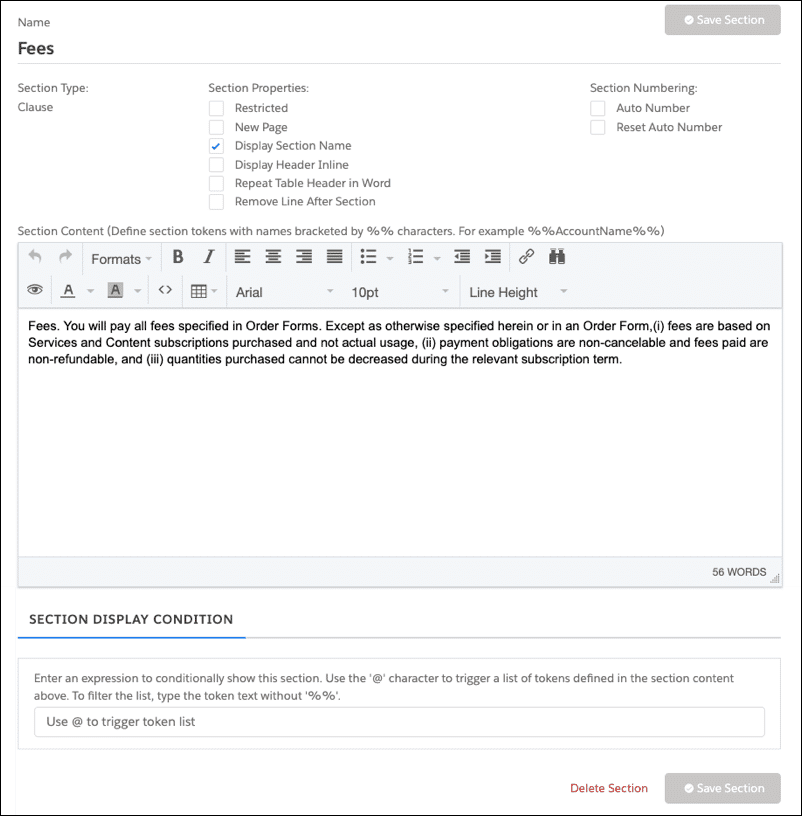 Name
Save Section
Fees
Section Type:
Clause
Section Properties:
Restricted
New Page
Display Section Name
Display Header Inline
Repeat Table Header in Word
Remove Line After Section
Section Numbering:
Auto Number
Reset Auto Number
Section Content (Define section tokens with names bracketed by %% characters. For example %%AccountName%%)
Formats B I
A A <> Arial 10pt Line Height
Fees. You will pay all fees specified in Order Forms. Except as otherwise specified herein or in an Order Form,(i) fees are based on
Services and Content subscriptions purchased and not actual usage, (ii) payment obligations are non-cancelable and fees paid are
non-refundable, and (iii) quantities purchased cannot be decreased during the relevant subscription term.
56 WORDS
SECTION DISPLAY CONDITION
Enter an expression to conditionally show this section. Use the '@' character to trigger a list of tokens defined in the section content
above. To filter the list, type the token text without '%%'.
Use @ to trigger token list
Delete Section
Save Section